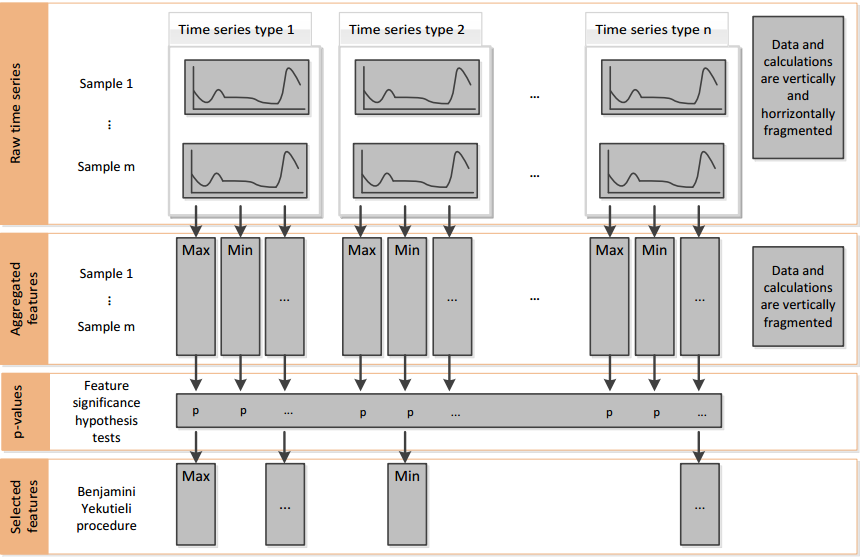 Raw time series
Time series type 1
Time series type 2
Time series type n
Sample 1
⋮
Sample m
...
...
Data and
calculations
are vertically
and
horrizontally
fragmented
Aggregated
features
Sample 1
⋮
Sample m
Max
Min
...
Max
Min
...
...
Max
Min
...
Data and
calculations
are vertically
fragmented
p-values
Feature
significance
hypothesis
tests
p
p
...
p
p
...
p
p
...
Selected
features
Benjamini
Yekutieli
procedure
Max
...
Min
...